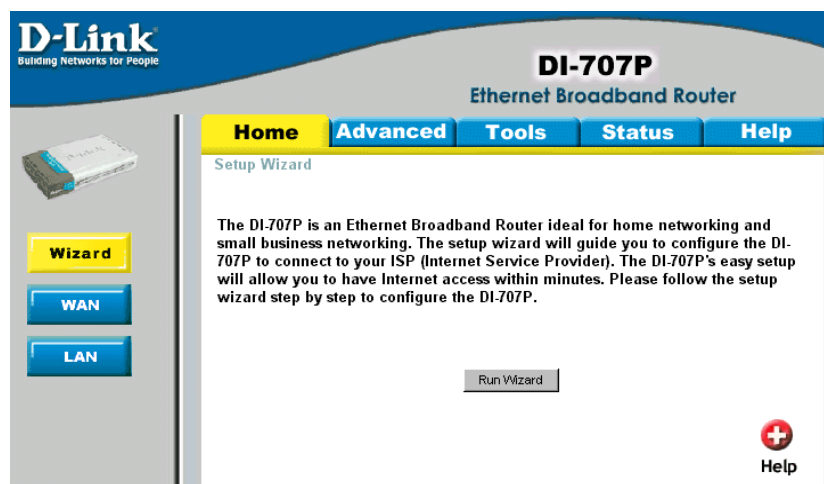 D-Link
Building Networks for People
DI-707P
Ethernet Broadband Router
Home
Advanced
Tools
Status
Help
Setup Wizard
Wizard
WAN
LAN
The DI-707P is an Ethernet Broadband Router ideal for home networking and
small business networking. The setup wizard will guide you to configure the DI-
707P to connect to your ISP (Internet Service Provider). The DI-707P's easy setup
will allow you to have Internet access within minutes. Please follow the setup
wizard step by step to configure the DI-707P.
Run Wizard
Help